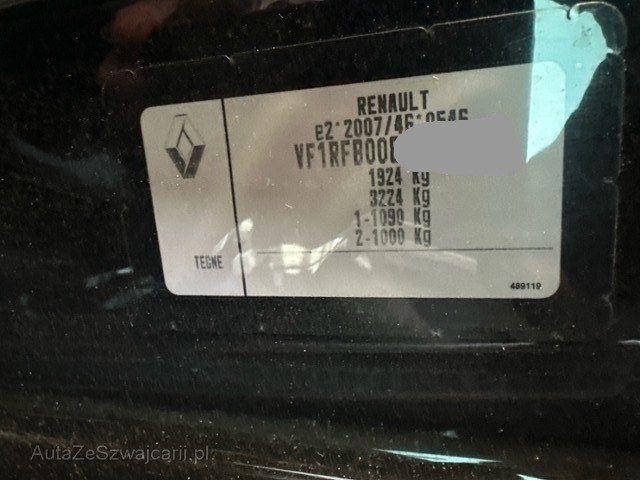 RENAULT
e2*2007/46*0546
VF1RFB00
1924 Kg
3224 Kg
1-1090 Kg
2-1000 Kg
TEGNE
489119
AutaZeSzwajcarii.pl